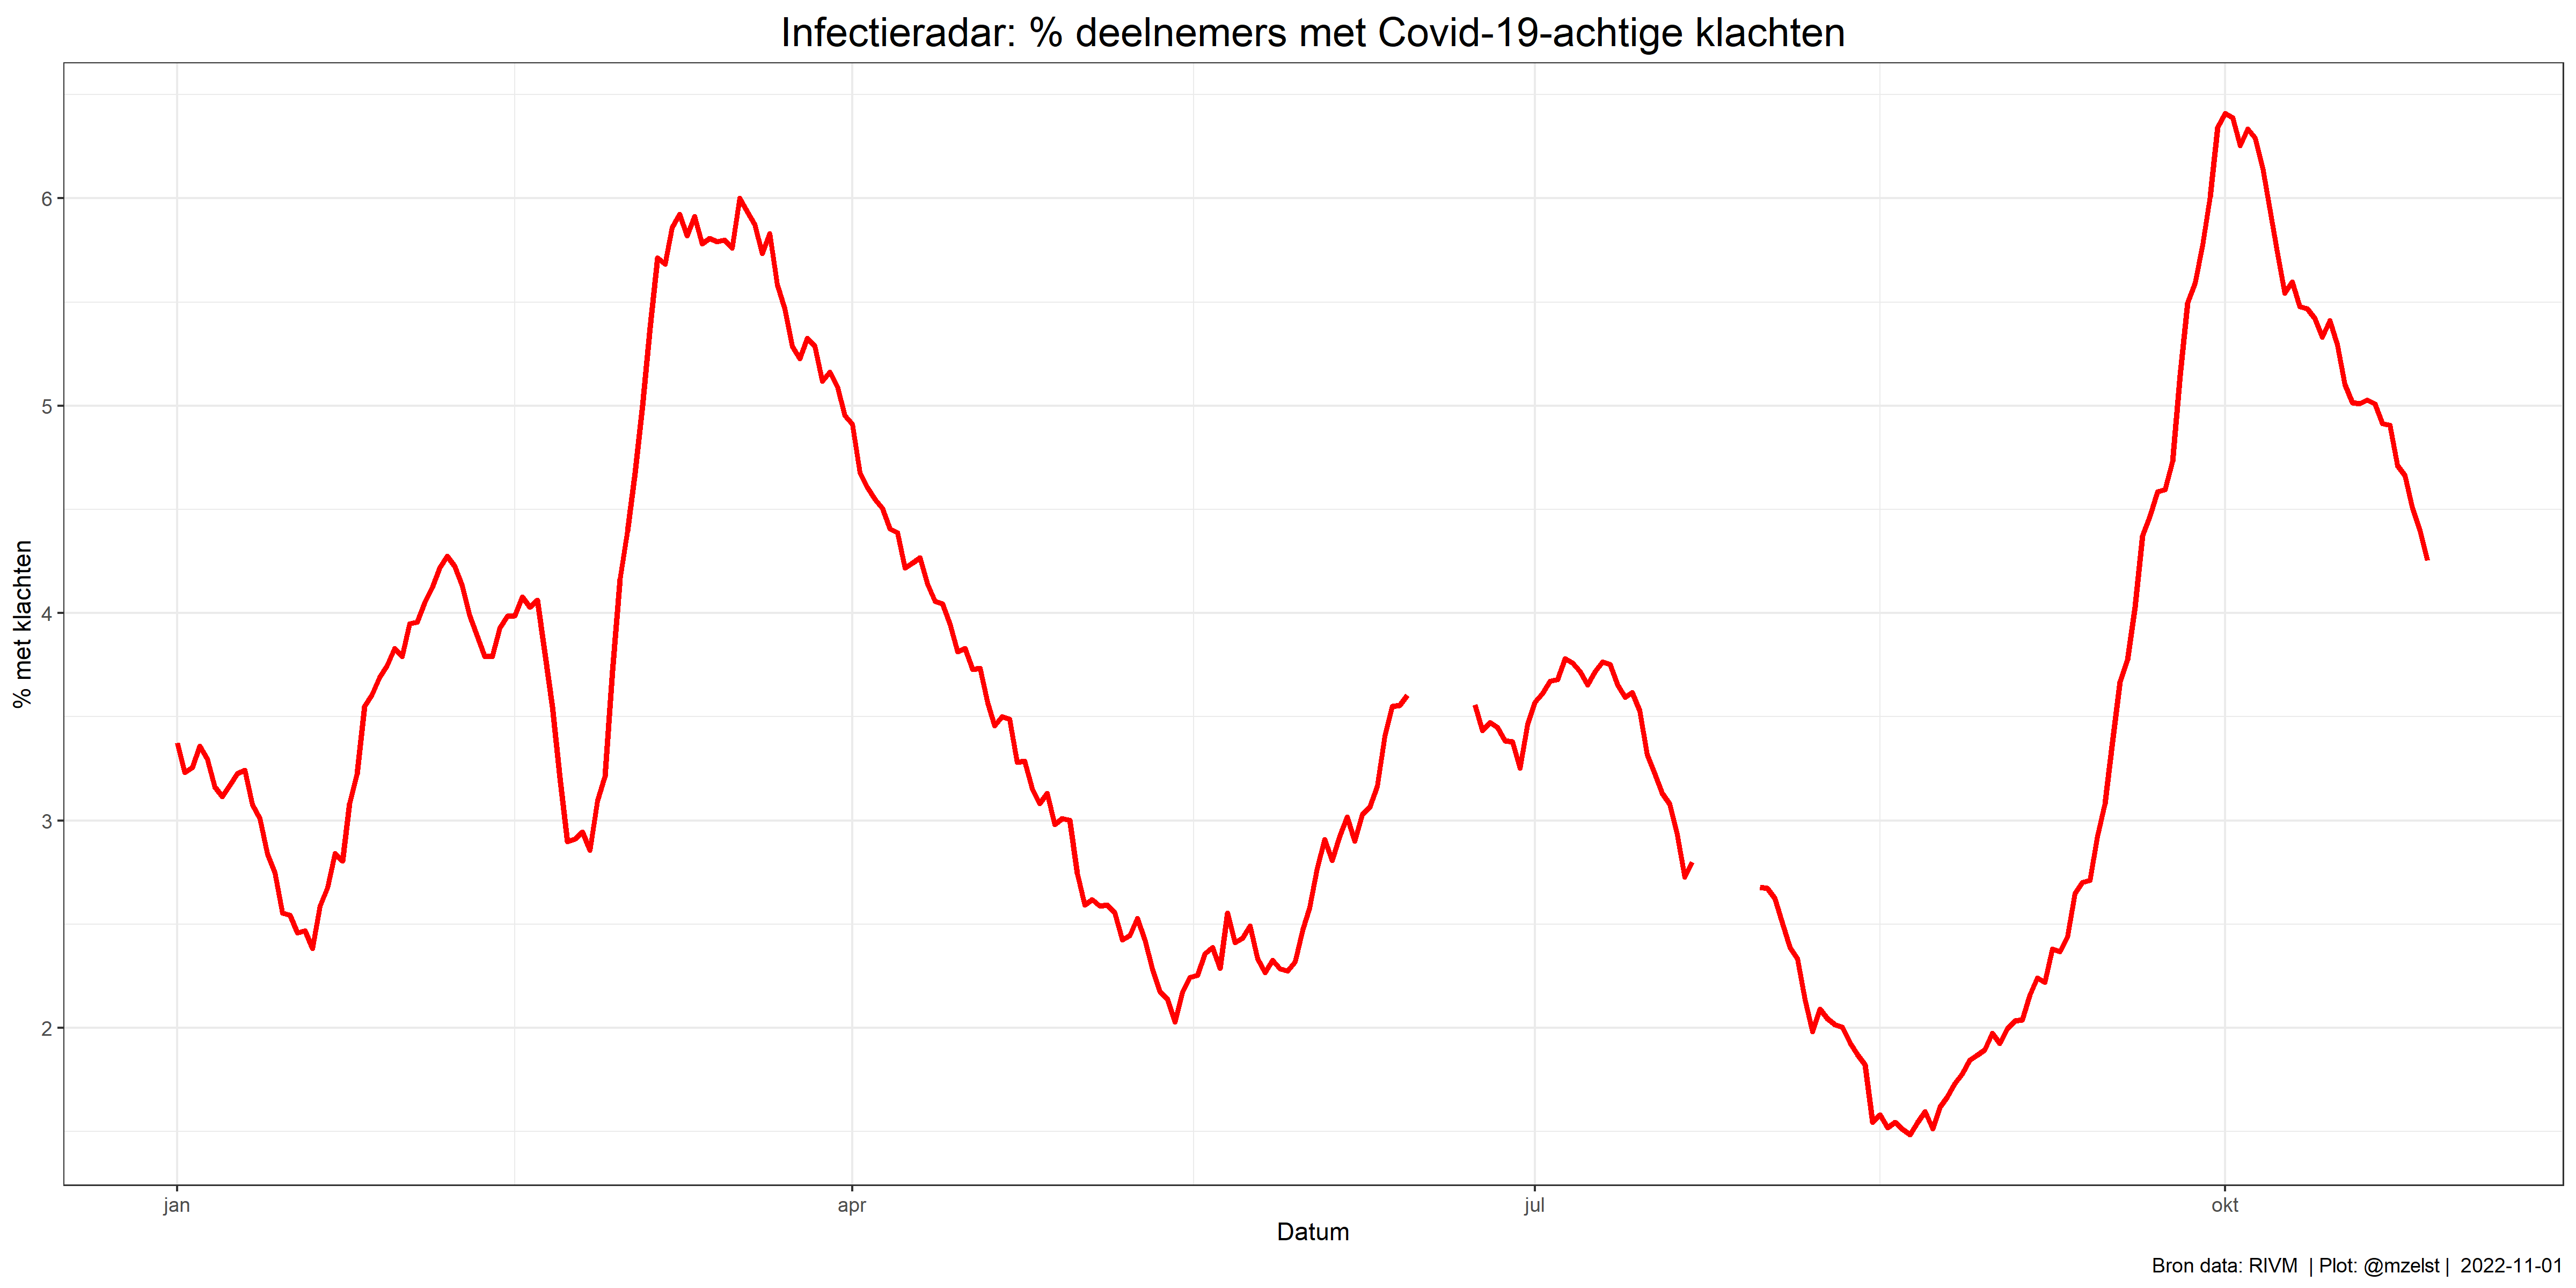 Infectieradar: % deelnemers met Covid-19-achtige klachten
% met klachten
6
5
4
3
2
jan apr jul okt
Datum
Bron data: RIVM | Plot: @mzelst | 2022-11-01